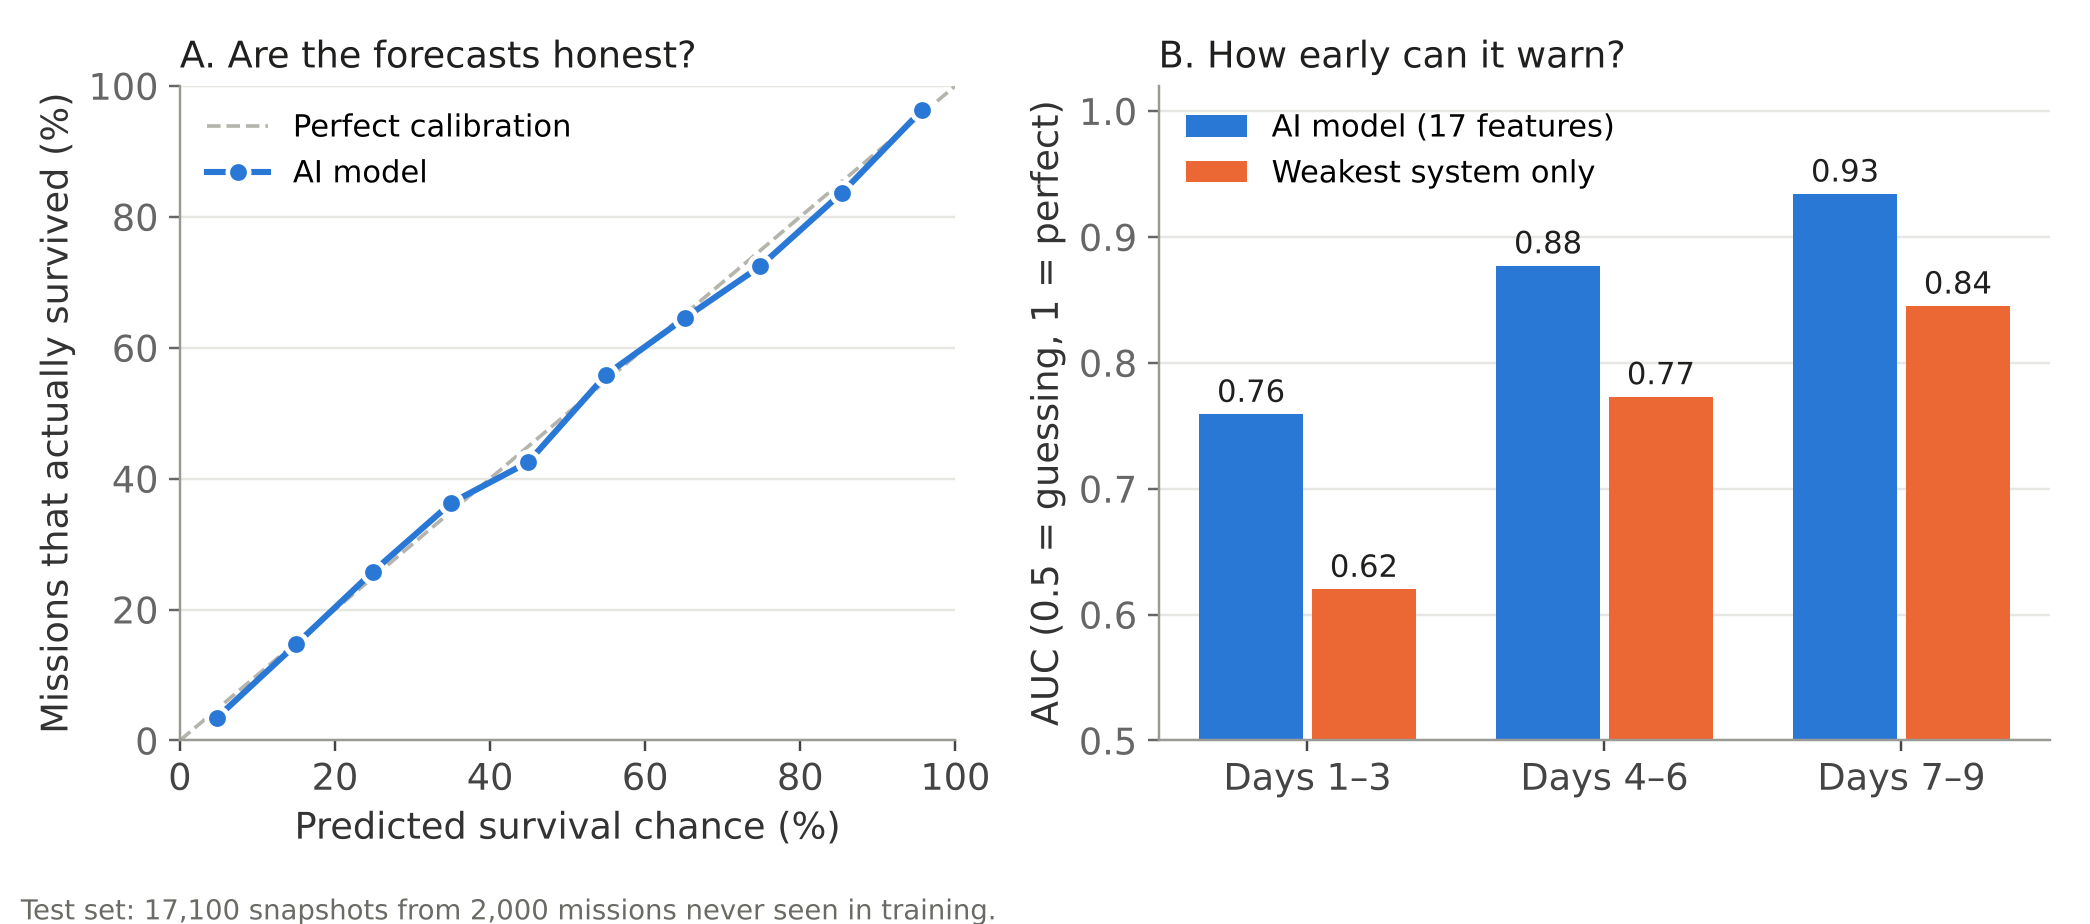 A. Are the forecasts honest?
Missions that actually survived (%)
100
80
60
40
20
0
Perfect calibration
AI model
0 20 40 60 80 100
Predicted survival chance (%)
B. How early can it warn?
AUC (0.5 = guessing, 1 = perfect)
1.0
0.9
0.8
0.7
0.6
0.5
AI model (17 features)
Weakest system only
0.76
0.62
0.88
0.77
0.93
0.84
Days 1–3 Days 4–6 Days 7–9
Test set: 17,100 snapshots from 2,000 missions never seen in training.